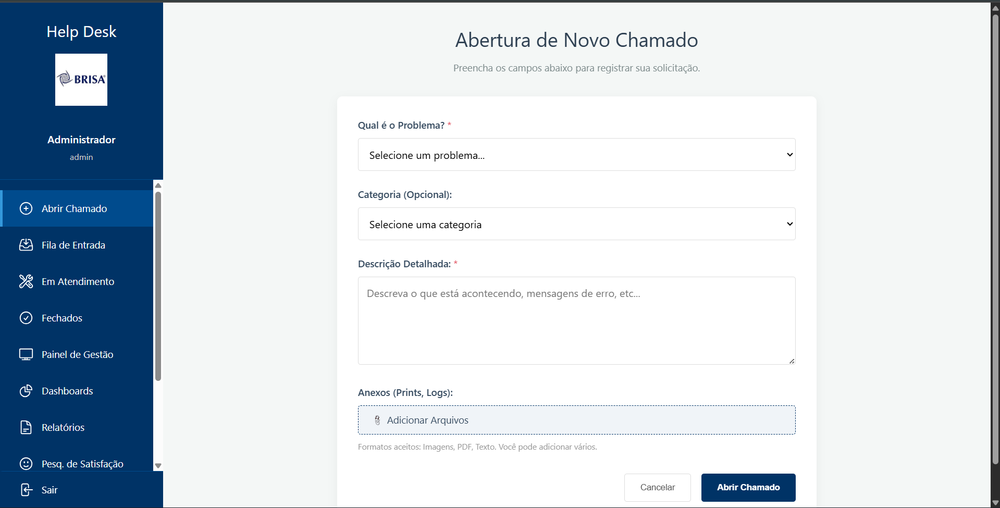 Help Desk
BRISA®
Administrador
admin
Abrir Chamado
Fila de Entrada
Em Atendimento
Fechados
Painel de Gestão
Dashboards
Relatórios
Pesq. de Satisfação
Sair
Abertura de Novo Chamado
Preencha os campos abaixo para registrar sua solicitação.
Qual é o Problema? *
Selecione um problema...
Categoria (Opcional):
Selecione uma categoria
Descrição Detalhada: *
Descreva o que está acontecendo, mensagens de erro, etc...
Anexos (Prints, Logs):
Adicionar Arquivos
Formatos aceitos: Imagens, PDF, Texto. Você pode adicionar vários.
Cancelar
Abrir Chamado